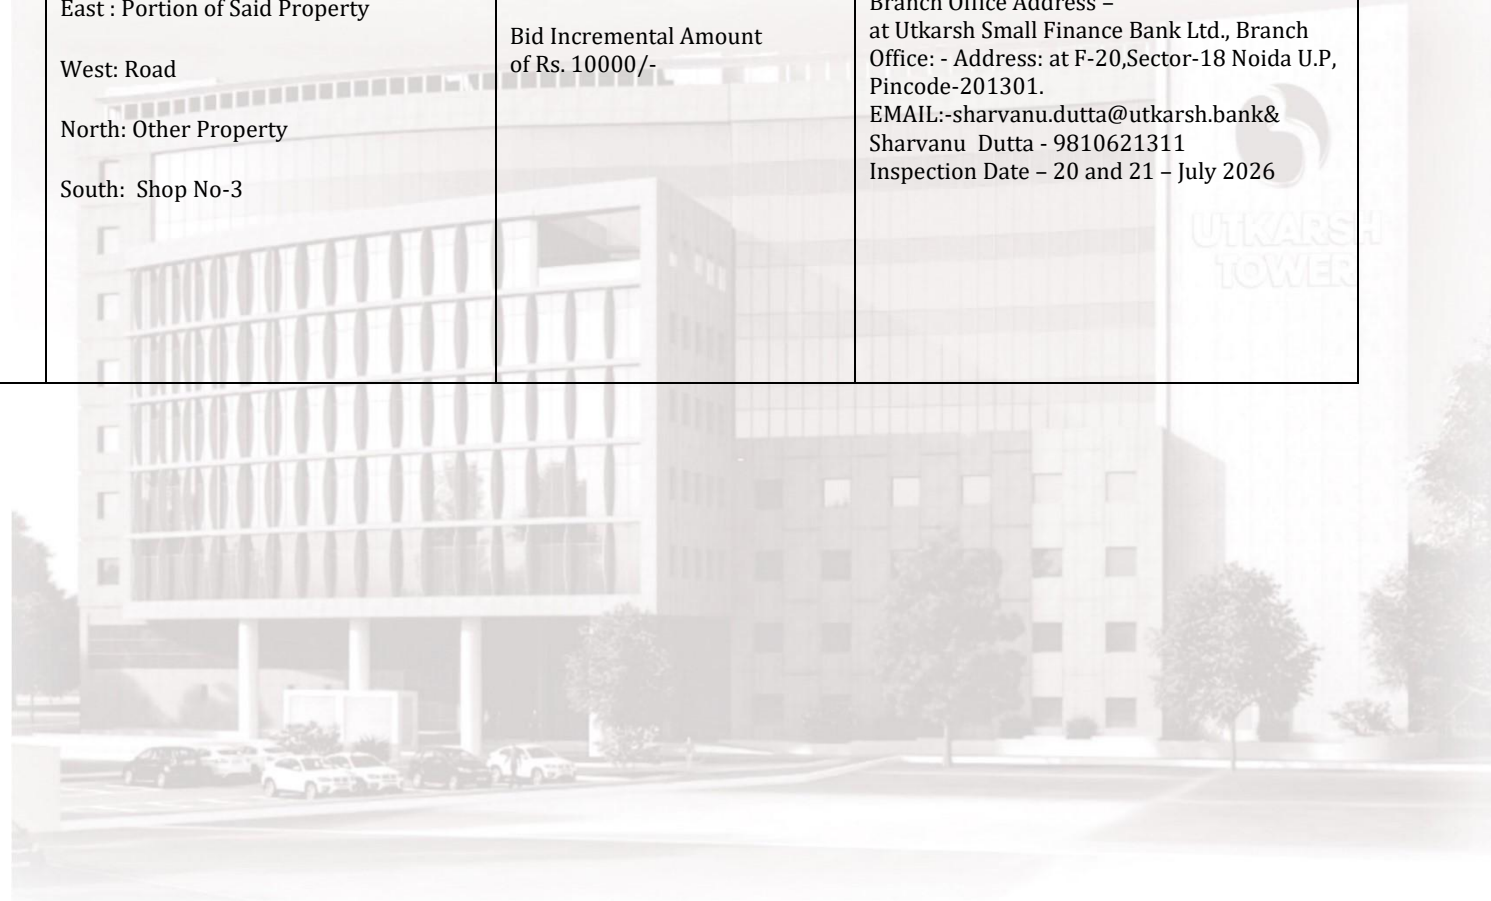 East : Portion of Said Property
West: Road
North: Other Property
South:  Shop No-3
Bid Incremental Amount
of Rs. 10000/-
Branch Office Address –
at Utkarsh Small Finance Bank Ltd., Branch
Office: - Address: at F-20,Sector-18 Noida U.P,
Pincode-201301.
EMAIL:-sharvanu.dutta@utkarsh.bank&
Sharvanu  Dutta - 9810621311
Inspection Date – 20 and 21 – July 2026
UTKARSH
TOWER